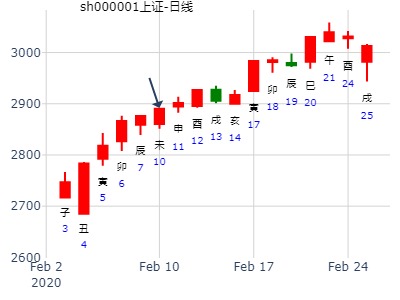 sh000001上证-日线
3000
2900
2800
2700
2600
子
3
丑
4
寅
5
卯
6
辰
7
未
10
申
11
酉
12
戌
13
亥
14
寅
17
卯
18
辰
19
巳
20
午
21
酉
24
戌
25
Feb 2
2020
Feb 10
Feb 17
Feb 24